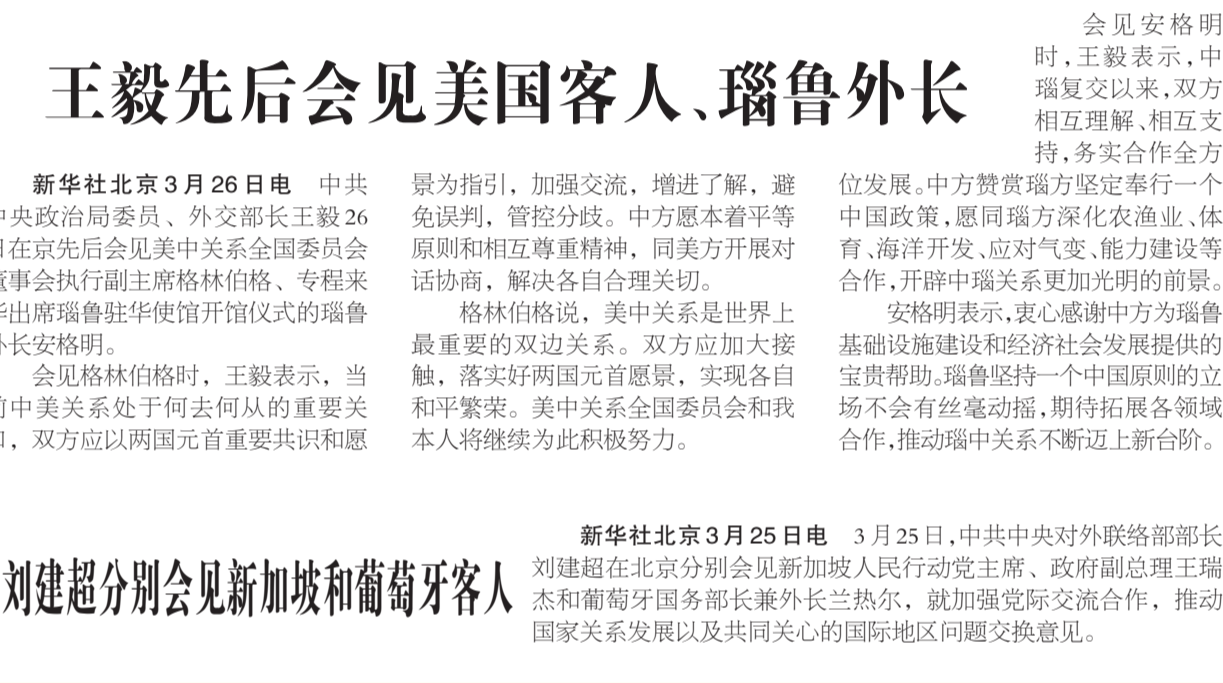 王毅先后会见美国客人、瑙鲁外长
新华社北京3月26日电 中共
中央政治局委员、外交部长王毅26
日在京先后会见美中关系全国委员会
董事会执行副主席格林伯格、专程来
华出席瑙鲁驻华使馆开馆仪式的瑙鲁
外长安格明。
会见格林伯格时，王毅表示，当
前中美关系处于何去何从的重要关
口，双方应以两国元首重要共识和愿
景为指引，加强交流，增进了解，避
免误判，管控分歧。中方愿本着平等
原则和相互尊重精神，同美方开展对
话协商，解决各自合理关切。
格林伯格说，美中关系是世界上
最重要的双边关系。双方应加大接
触，落实好两国元首愿景，实现各自
和平繁荣。美中关系全国委员会和我
本人将继续为此积极努力。
会见安格明
时，王毅表示，中
瑙复交以来，双方
相互理解、相互支
持，务实合作全方
位发展。中方赞赏瑙方坚定奉行一个
中国政策，愿同瑙方深化农渔业、体
育、海洋开发、应对气变、能力建设等
合作，开辟中瑙关系更加光明的前景。
安格明表示，衷心感谢中方为瑙鲁
基础设施建设和经济社会发展提供的
宝贵帮助。瑙鲁坚持一个中国原则的立
场不会有丝毫动摇，期待拓展各领域
合作，推动瑙中关系不断迈上新台阶。
刘建超分别会见新加坡和葡萄牙客人
新华社北京3月25日电 3月25日，中共中央对外联络部部长
刘建超在北京分别会见新加坡人民行动党主席、政府副总理王瑞
杰和葡萄牙国务部长兼外长兰热尔，就加强党际交流合作，推动
国家关系发展以及共同关心的国际地区问题交换意见。